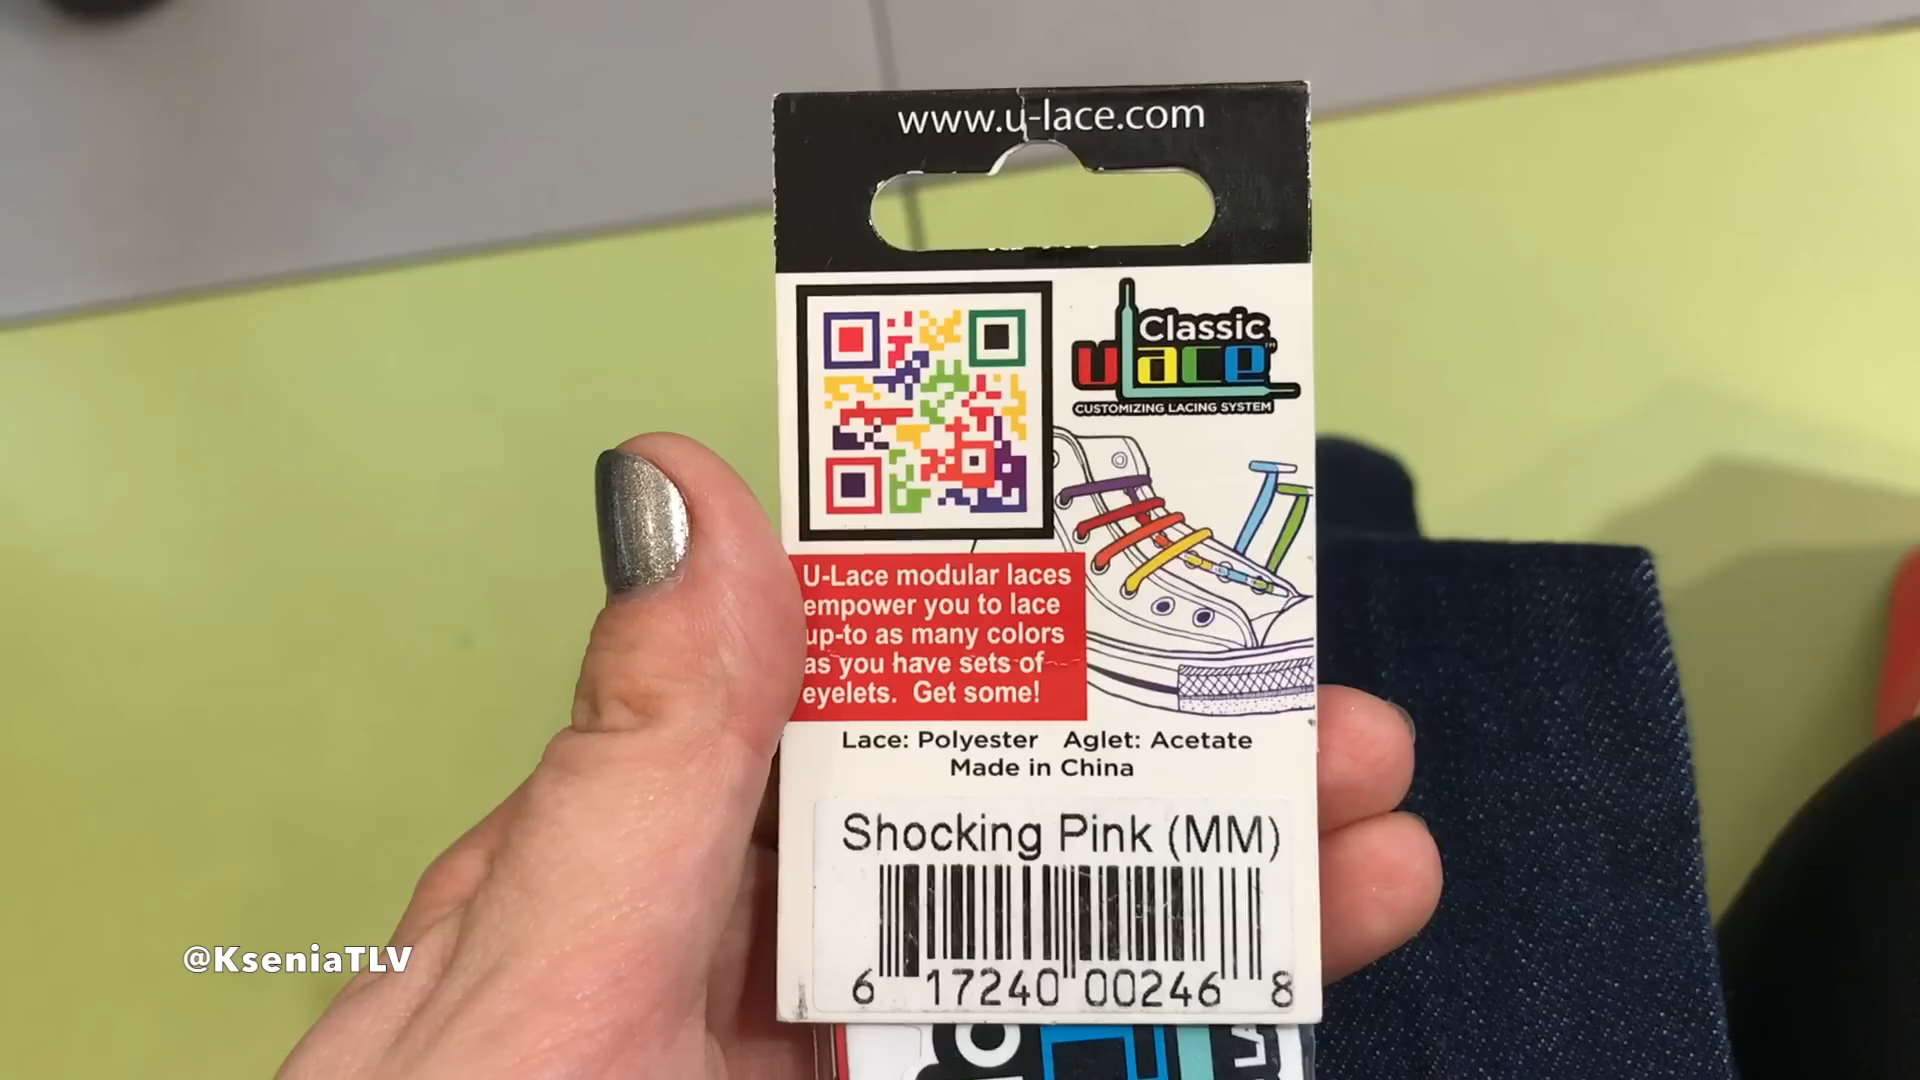 www.u-lace.com
Classic
U Lace™
CUSTOMIZING LACING SYSTEM
U-Lace modular laces
empower you to lace
up-to as many colors
as you have sets of
eyelets. Get some!
Lace: Polyester Aglet: Acetate
Made in China
Shocking Pink (MM)
6 17240 00246 8
@KseniaTLV